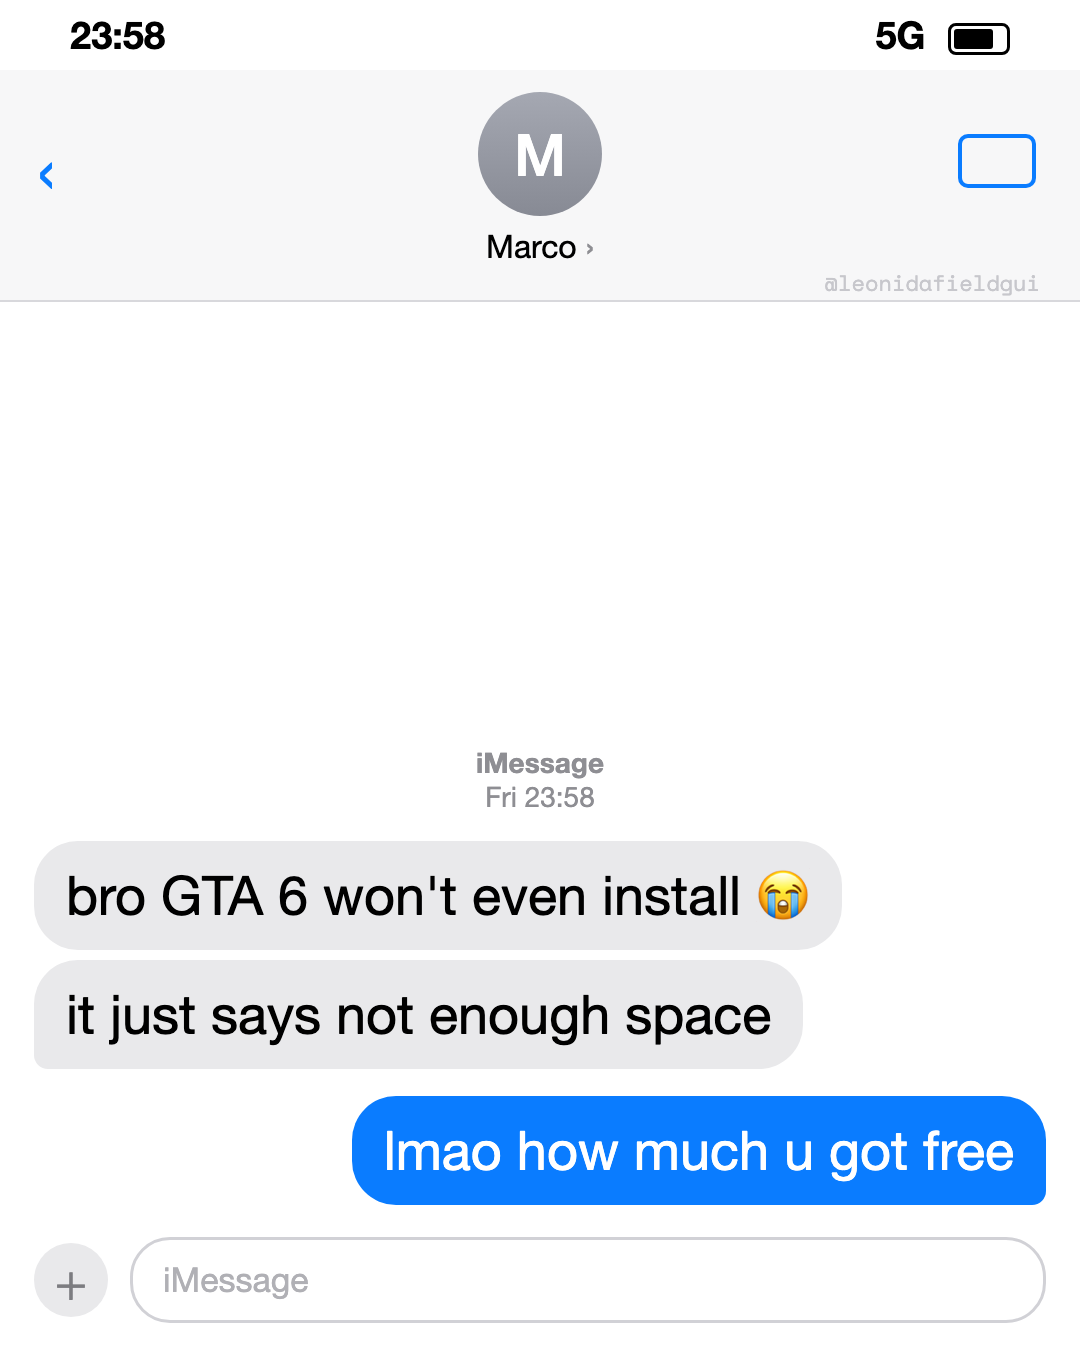 23:58
5G
M
Marco ›
@leonidafieldgui
iMessage
Fri 23:58
bro GTA 6 won't even install 😭
it just says not enough space
lmao how much u got free
+
iMessage